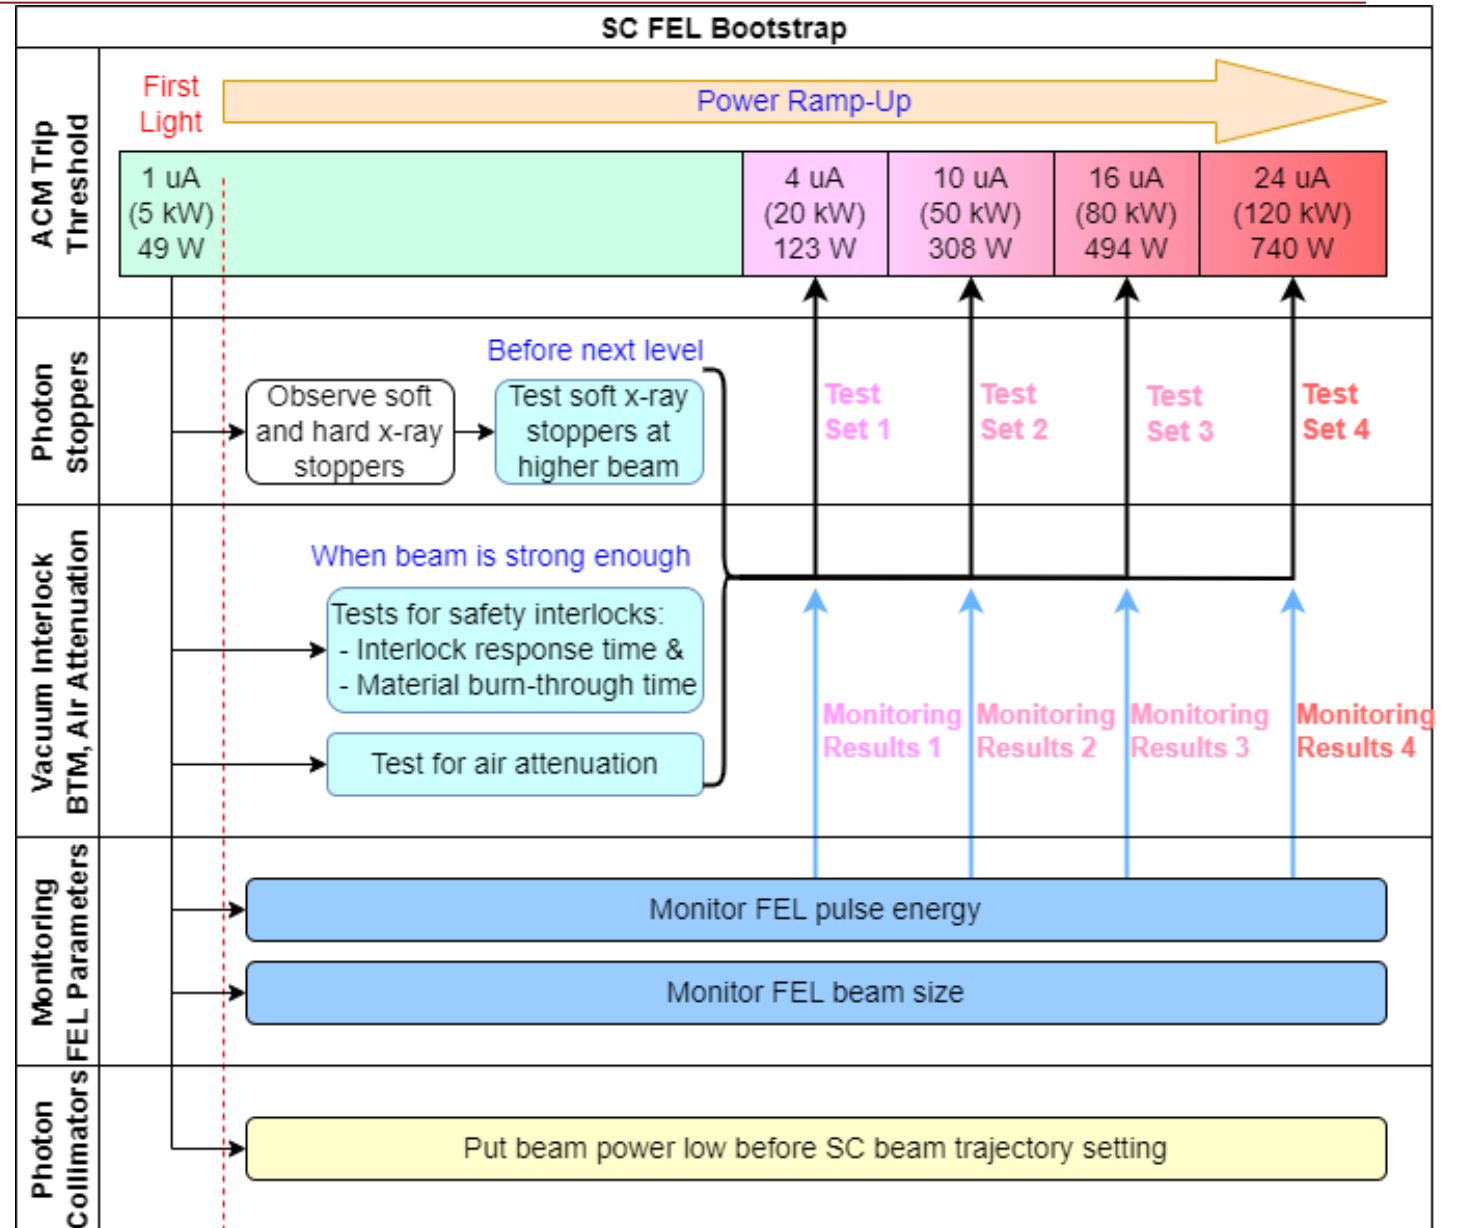 SC FEL Bootstrap
ACM Trip
Threshold
First
Light
Power Ramp-Up
1 uA
(5 kW)
49 W
4 uA
(20 kW)
123 W
10 uA
(50 kW)
308 W
16 uA
(80 kW)
494 W
24 uA
(120 kW)
740 W
Photon
Stoppers
Before next level
Observe soft
and hard x-ray
stoppers
Test soft x-ray
stoppers at
higher beam
Test
Set 1
Test
Set 2
Test
Set 3
Test
Set 4
Vacuum Interlock
BTM, Air Attenuation
When beam is strong enough
Tests for safety interlocks:
- Interlock response time &
- Material burn-through time
Test for air attenuation
Monitoring
Results 1
Monitoring
Results 2
Monitoring
Results 3
Monitoring
Results 4
Monitoring
FEL Parameters
Monitor FEL pulse energy
Monitor FEL beam size
Photon
Collmators
Put beam power low before SC beam trajectory setting